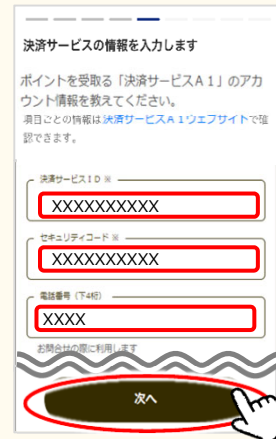 決済サービスの情報を入力します
ポイントを受取る「決済サービスA１」のアカ
ウント情報を教えてください。
項目ごとの情報は決済サービスA１ウェブサイトで確
認できます。
決済サービスID ※
XXXXXXXXXX
セキュリティコード ※
XXXXXXXXXX
電話番号（下4桁）
XXXX
お問合せの際に利用します
次へ